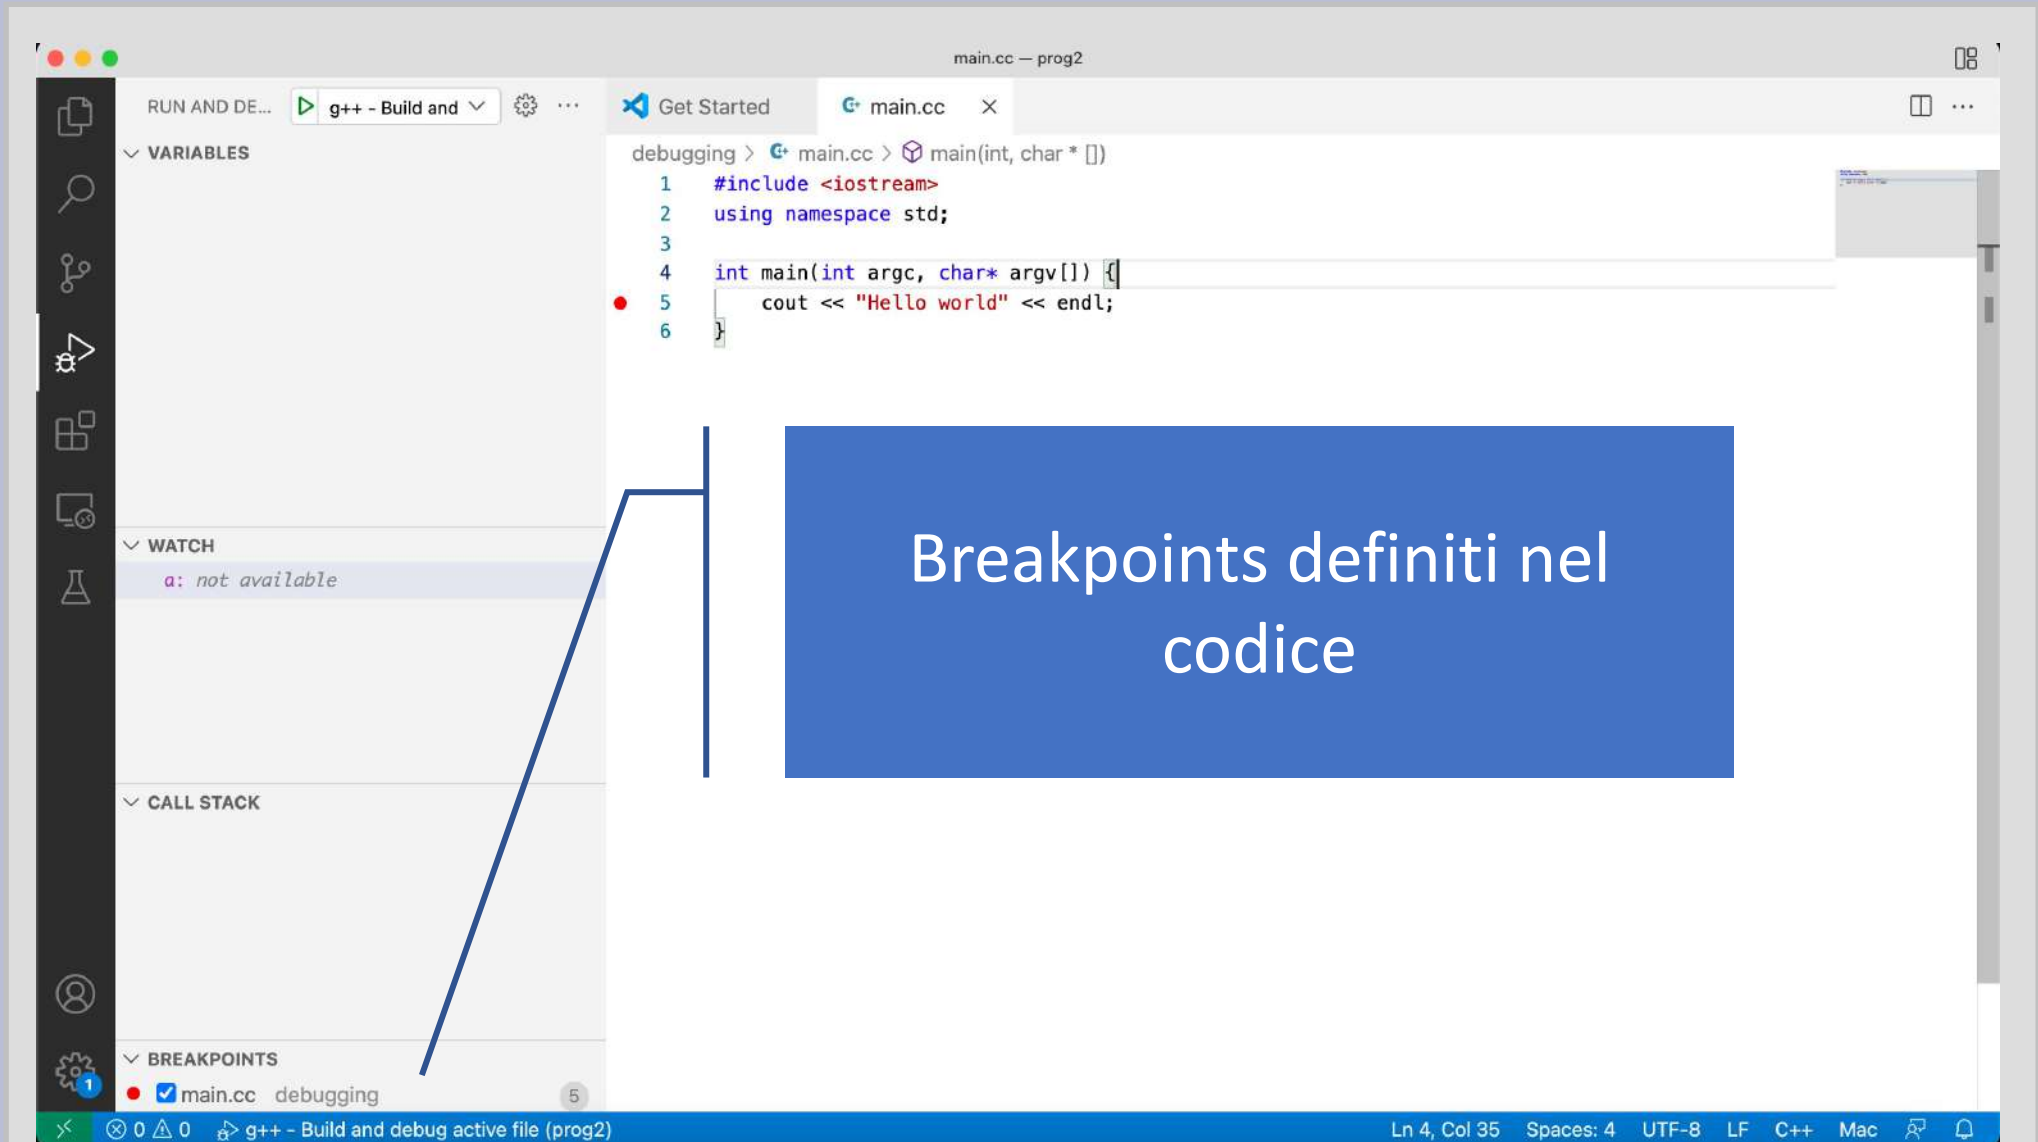 main.cc — prog2
RUN AND DE... g++ - Build and ...
Get Started main.cc
VARIABLES
debugging > main.cc > main(int, char * [])
1 #include <iostream>
2 using namespace std;
3
4 int main(int argc, char* argv[]) {
5 cout << "Hello world" << endl;
6 }
Breakpoints definiti nel
codice
WATCH
a: not available
CALL STACK
BREAKPOINTS
main.cc debugging 5
1
0 0 g++ - Build and debug active file (prog2) Ln 4, Col 35 Spaces: 4 UTF-8 LF C++ Mac